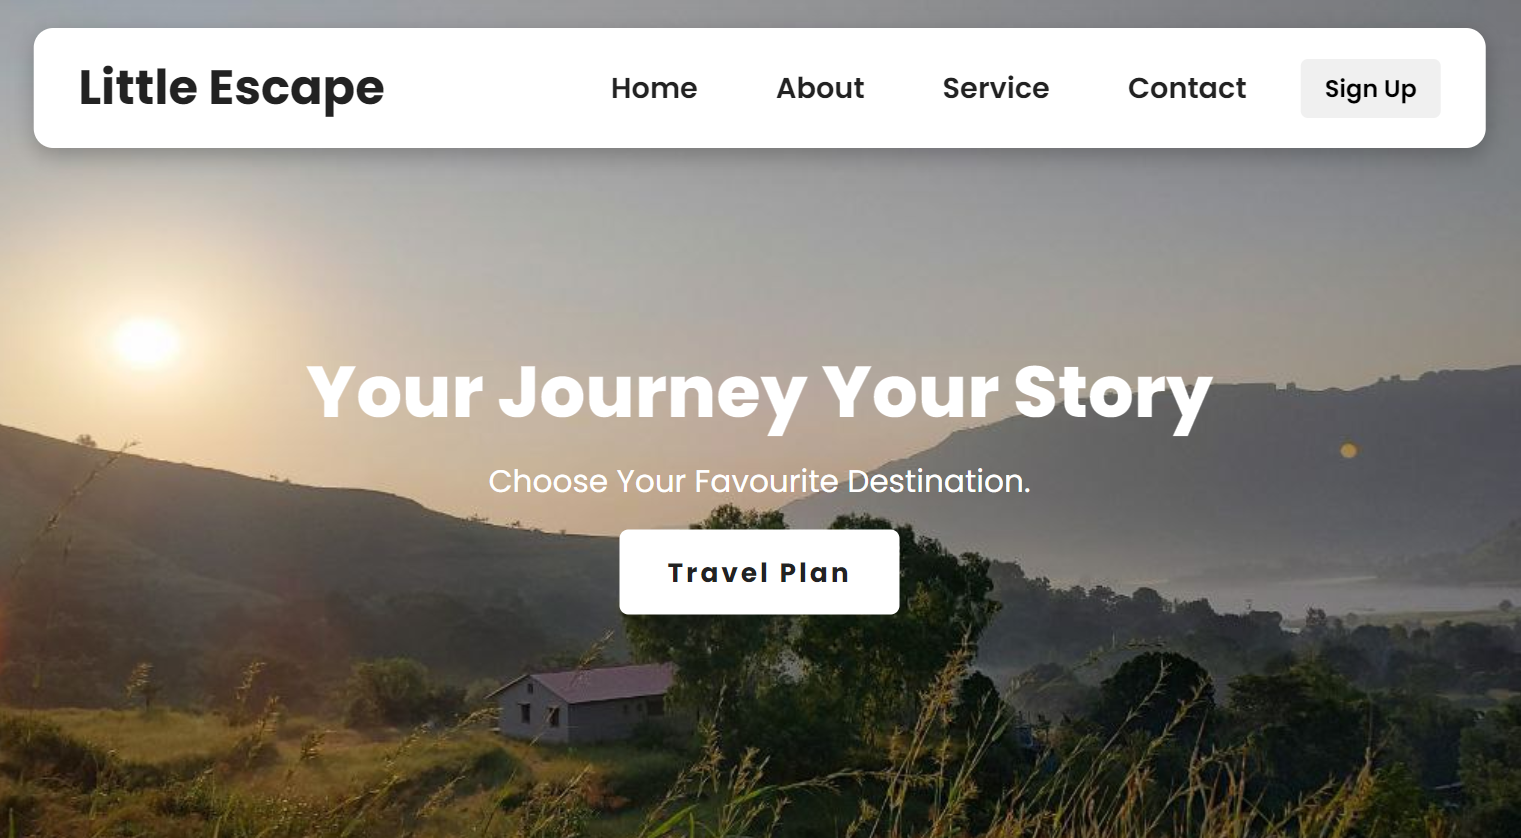 Little Escape Home About Service Contact Sign Up
Your Journey Your Story
Choose Your Favourite Destination.
Travel Plan